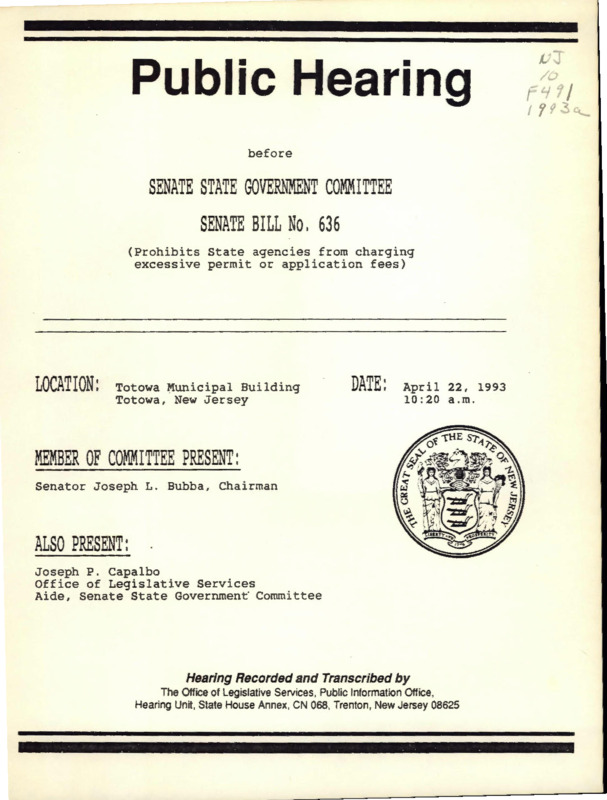 Public Hearing
NJ
10
F491
1993a
before
SENATE STATE GOVERNMENT COMMITTEE
SENATE BILL No. 636
(Prohibits State agencies from charging
excessive permit or application fees)
LOCATION: Totowa Municipal Building
Totowa, New Jersey
DATE: April 22, 1993
10:20 a.m.
MEMBER OF COMMITTEE PRESENT:
Senator Joseph L. Bubba, Chairman
THE GREAT SEAL OF THE STATE OF NEW JERSEY
LIBERTY AND PROSPERITY
1776
ALSO PRESENT:
Joseph P. Capalbo
Office of Legislative Services
Aide, Senate State Government Committee
Hearing Recorded and Transcribed by
The Office of Legislative Services, Public Information Office,
Hearing Unit, State House Annex, CN 068, Trenton, New Jersey 08625